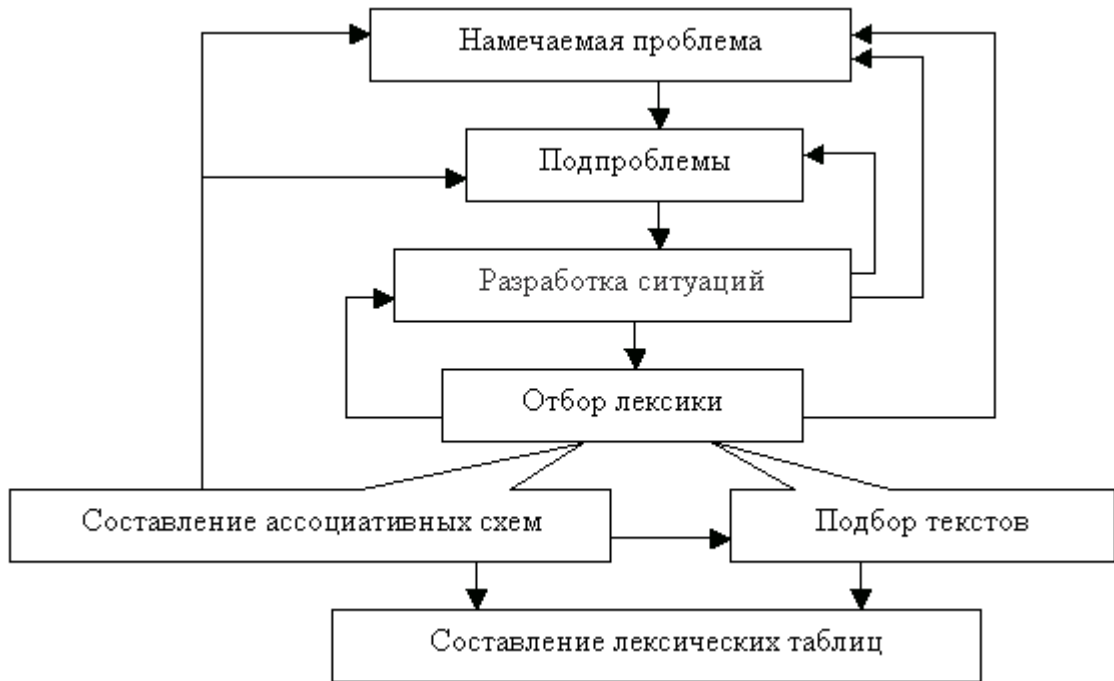 Намечаемая проблема
Подпроблемы
Разработка ситуаций
Отбор лексики
Составление ассоциативных схем
Подбор текстов
Составление лексических таблиц